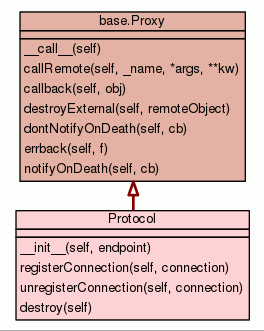 base.Proxy
__call__(self)
callRemote(self, _name, *args, **kw)
callback(self, obj)
destroyExternal(self, remoteObject)
dontNotifyOnDeath(self, cb)
errback(self, f)
notifyOnDeath(self, cb)
Protocol
__init__(self, endpoint)
registerConnection(self, connection)
unregisterConnection(self, connection)
destroy(self)